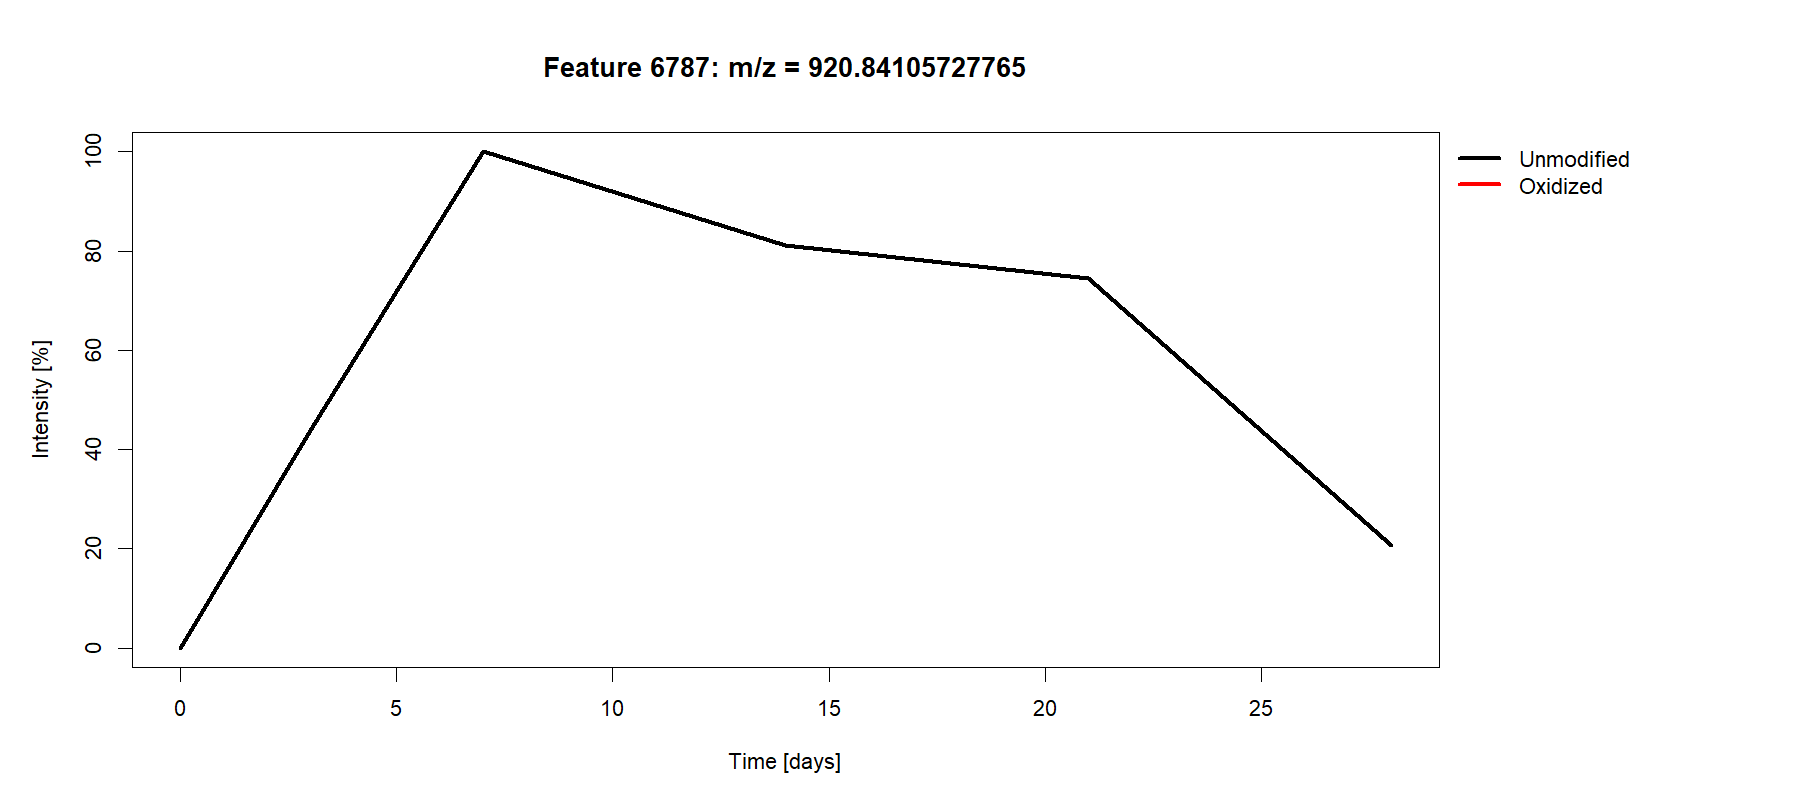 Feature 6787: m/z = 920.84105727765
Unmodified
Oxidized
Intensity [%]
100
80
60
40
20
0
0 5 10 15 20 25
Time [days]